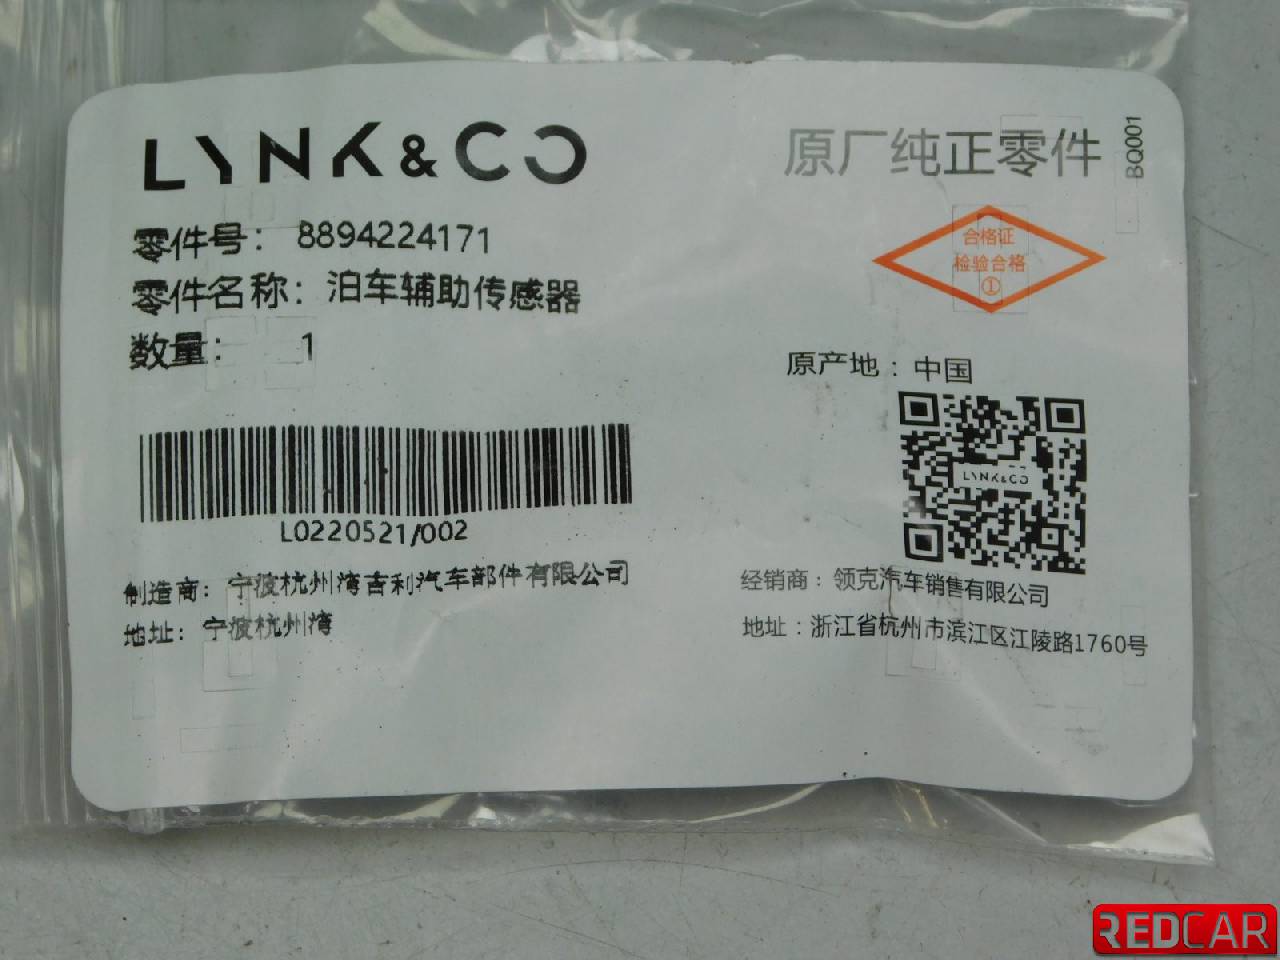 LYNK&CO
原厂纯正零件
BQ001
零件号：8894224171
零件名称：泊车辅助传感器
数量：1
合格证
检验合格
①
原产地：中国
LYNK&CO
L0220521/002
制造商：宁波杭州湾吉利汽车部件有限公司
地址：宁波杭州湾
经销商：领克汽车销售有限公司
地址：浙江省杭州市滨江区江陵路1760号
REDCAR